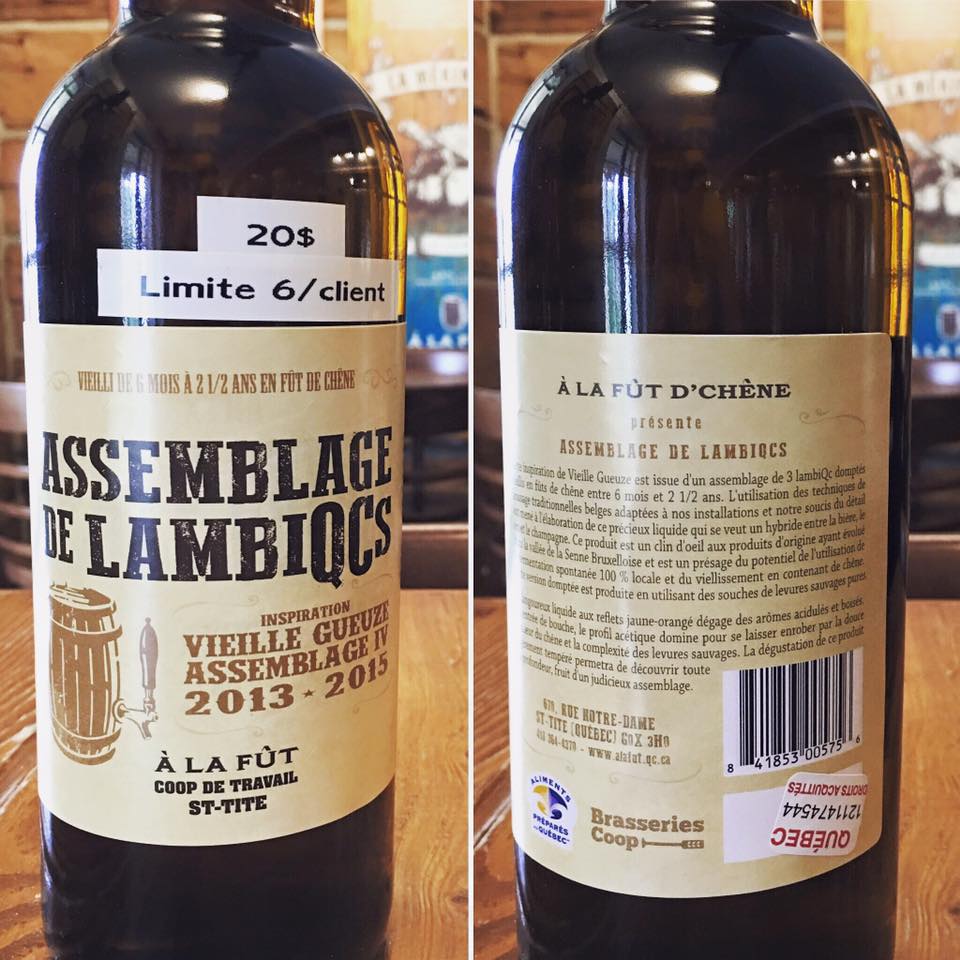 20$
Limite 6/client
VIEILLI DE 6 MOIS À 2 1/2 ANS EN FÛT DE CHÊNE
ASSEMBLAGE
DE LAMBIQCS
INSPIRATION
VIEILLE GUEUZE
ASSEMBLAGE IV
2013 ★ 2015
À LA FÛT
COOP DE TRAVAIL
ST-TITE
À LA FÙT D'CHÈNE
présente
ASSEMBLAGE DE LAMBIQCS
inspiration de Vieille Gueuze est issue d'un assemblage de 3 lambiQc domptés
en fûts de chêne entre 6 mois et 2 1/2 ans. L'utilisation des techniques de
traditionnelles belges adaptées à nos installations et notre soucis du détail
mené à l'élaboration de ce précieux liquide qui se veut un hybride entre la bière, le
et le champagne. Ce produit est un clin d'oeil aux produits d'origine ayant évolué
la vallée de la Senne Bruxelloise et est un présage du potentiel de l'utilisation de
spontanée 100 % locale et du viellissement en contenant de chêne.
version domptée est produite en utilisant des souches de levures sauvages pures
liquide aux reflets jaune-orangé dégage des arômes acidulés et boisés.
de bouche, le profil acétique domine pour se laisser enrober par la douce
du chêne et la complexité des levures sauvages. La dégustation de ce produit
tempéré permetra de découvrir toute
profondeur, fruit d'un judicieux assemblage.
670, RUE NOTRE-DAME
ST-TITE (QUÉBEC) G0X 3H0
418 364-4370 - www.alafut.qc.ca
8 41853 00575 6
ALIMENTS
PRÉPARÉS
AU QUÉBEC
Brasseries
Coop
QUÉBEC
1211474544
DROITS ACQUITTÉS